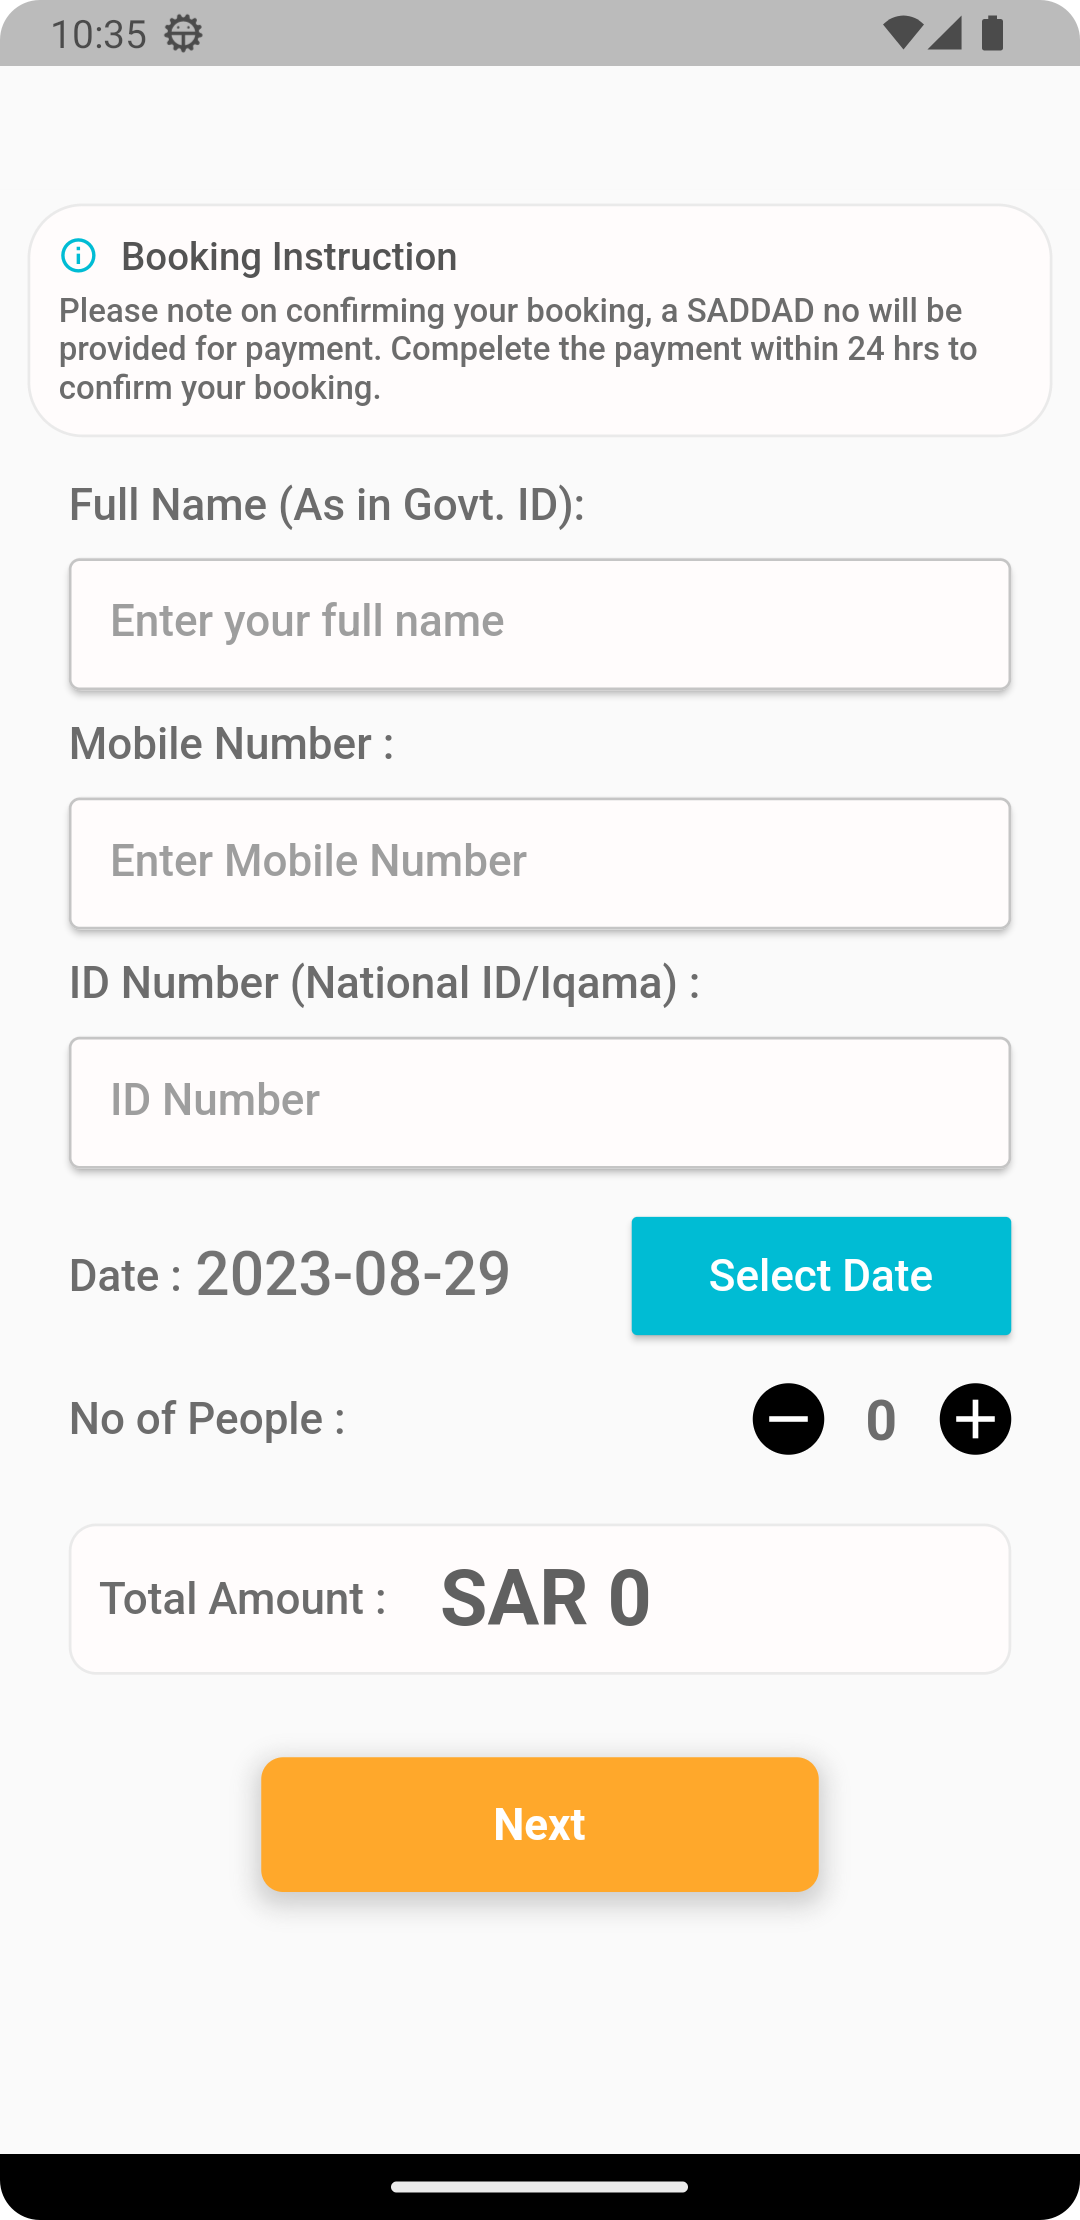 10:35
Booking Instruction
Please note on confirming your booking, a SADDAD no will be
provided for payment. Compelete the payment within 24 hrs to
confirm your booking.
Full Name (As in Govt. ID):
Enter your full name
Mobile Number :
Enter Mobile Number
ID Number (National ID/Iqama) :
ID Number
Date : 2023-08-29
Select Date
No of People :
0
Total Amount : SAR 0
Next